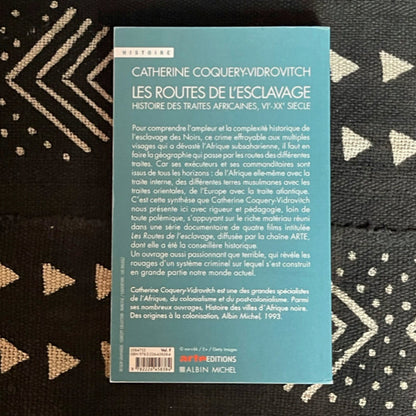 HISTOIRE
CATHERINE COQUERY-VIDROVITCH
LES ROUTES DE L'ESCLAVAGE
HISTOIRE DES TRAITES AFRICAINES, VIᵉ-XXᵉ SIÈCLE
Pour comprendre l'ampleur et la complexité historique de
l'esclavage des Noirs, ce crime effroyable aux multiples
visages qui a dévasté l'Afrique subsaharienne, il faut en
faire la géographie qui passe par les routes des différentes
traites. Car ses exécuteurs et ses commanditaires sont
issus de tous les horizons : de l'Afrique elle-même avec la
traite interne, des différentes terres musulmanes avec les
traites orientales, de l'Europe avec la traite atlantique.
C'est cette synthèse que Catherine Coquery-Vidrovitch
nous présente ici avec rigueur et pédagogie, loin de
toute polémique, s'appuyant sur le riche matériau réuni
dans une série documentaire de quatre films intitulée
Les Routes de l'esclavage, diffusée par la chaîne ARTE,
dont elle a été la conseillère historique.
Un ouvrage aussi passionnant que terrible, qui révèle les
rouages d'un système criminel sur lequel s'est construit
en grande partie notre monde actuel.
Catherine Coquery-Vidrovitch est une des grandes spécialistes
de l'Afrique, du colonialisme et du post-colonialisme. Parmi
ses nombreux ouvrages, Histoire des villes d'Afrique noire.
Des origines à la colonisation, Albin Michel, 1993.
arte EDITIONS
ALBIN MICHEL